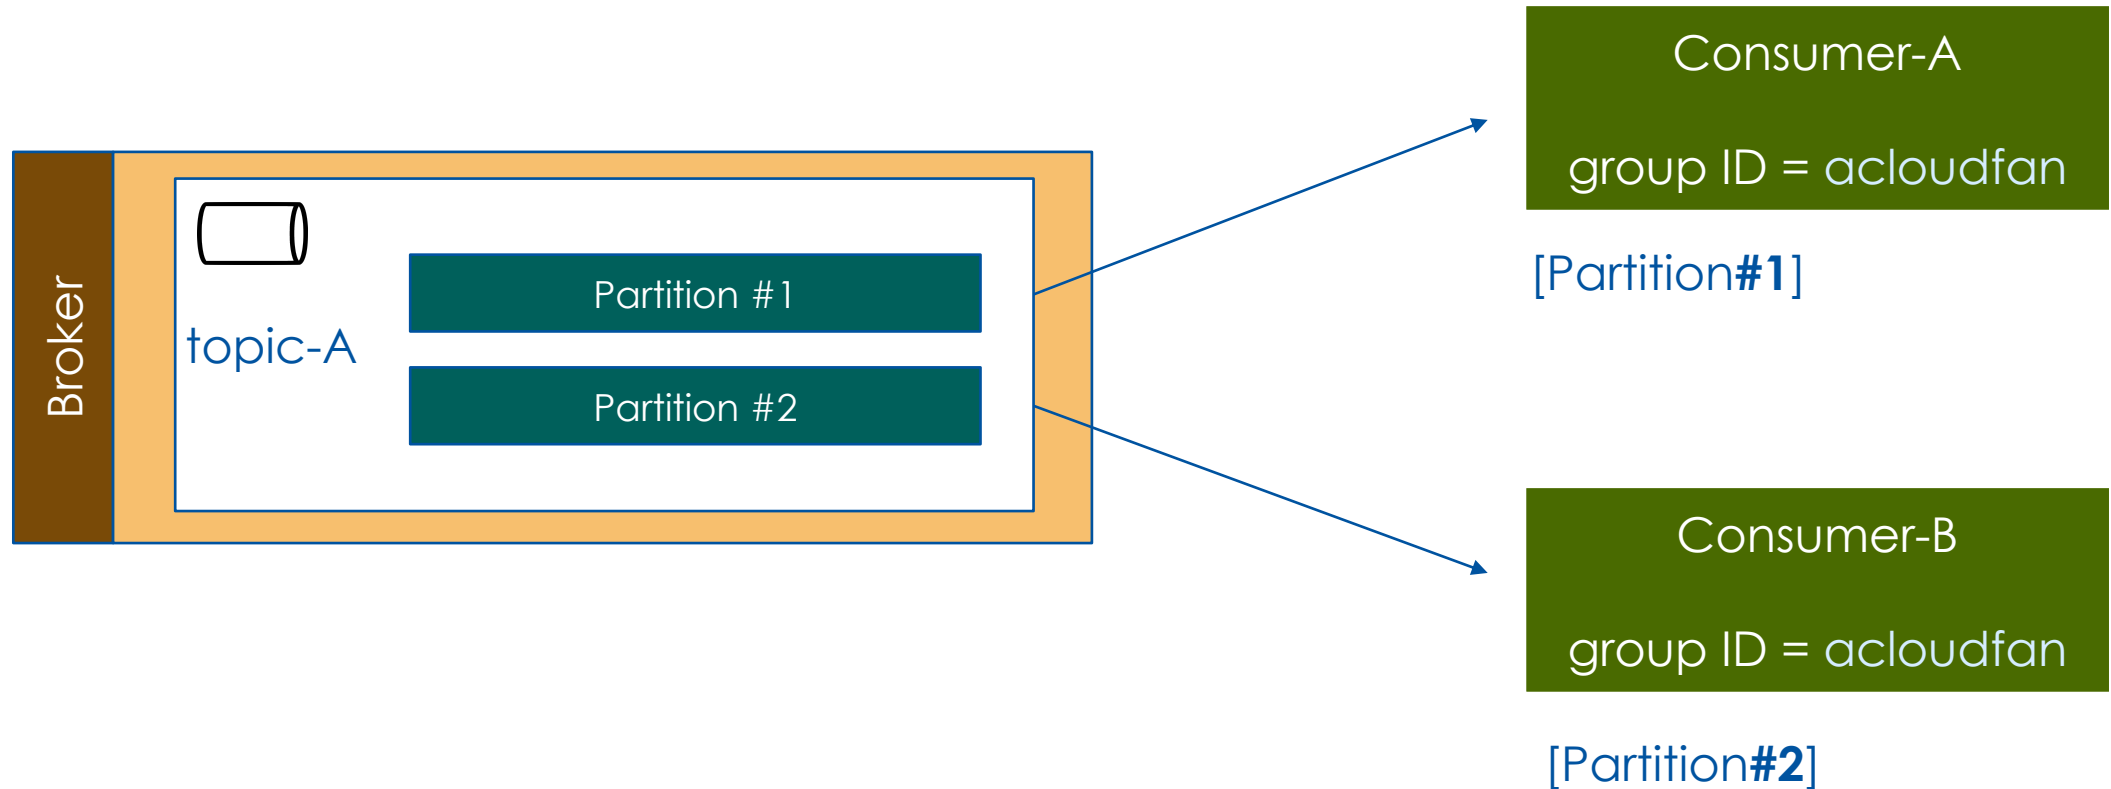 Broker
topic-A
Partition #1
Partition #2
Consumer-A
group ID = acloudfan
[Partition#1]
Consumer-B
group ID = acloudfan
[Partition#2]